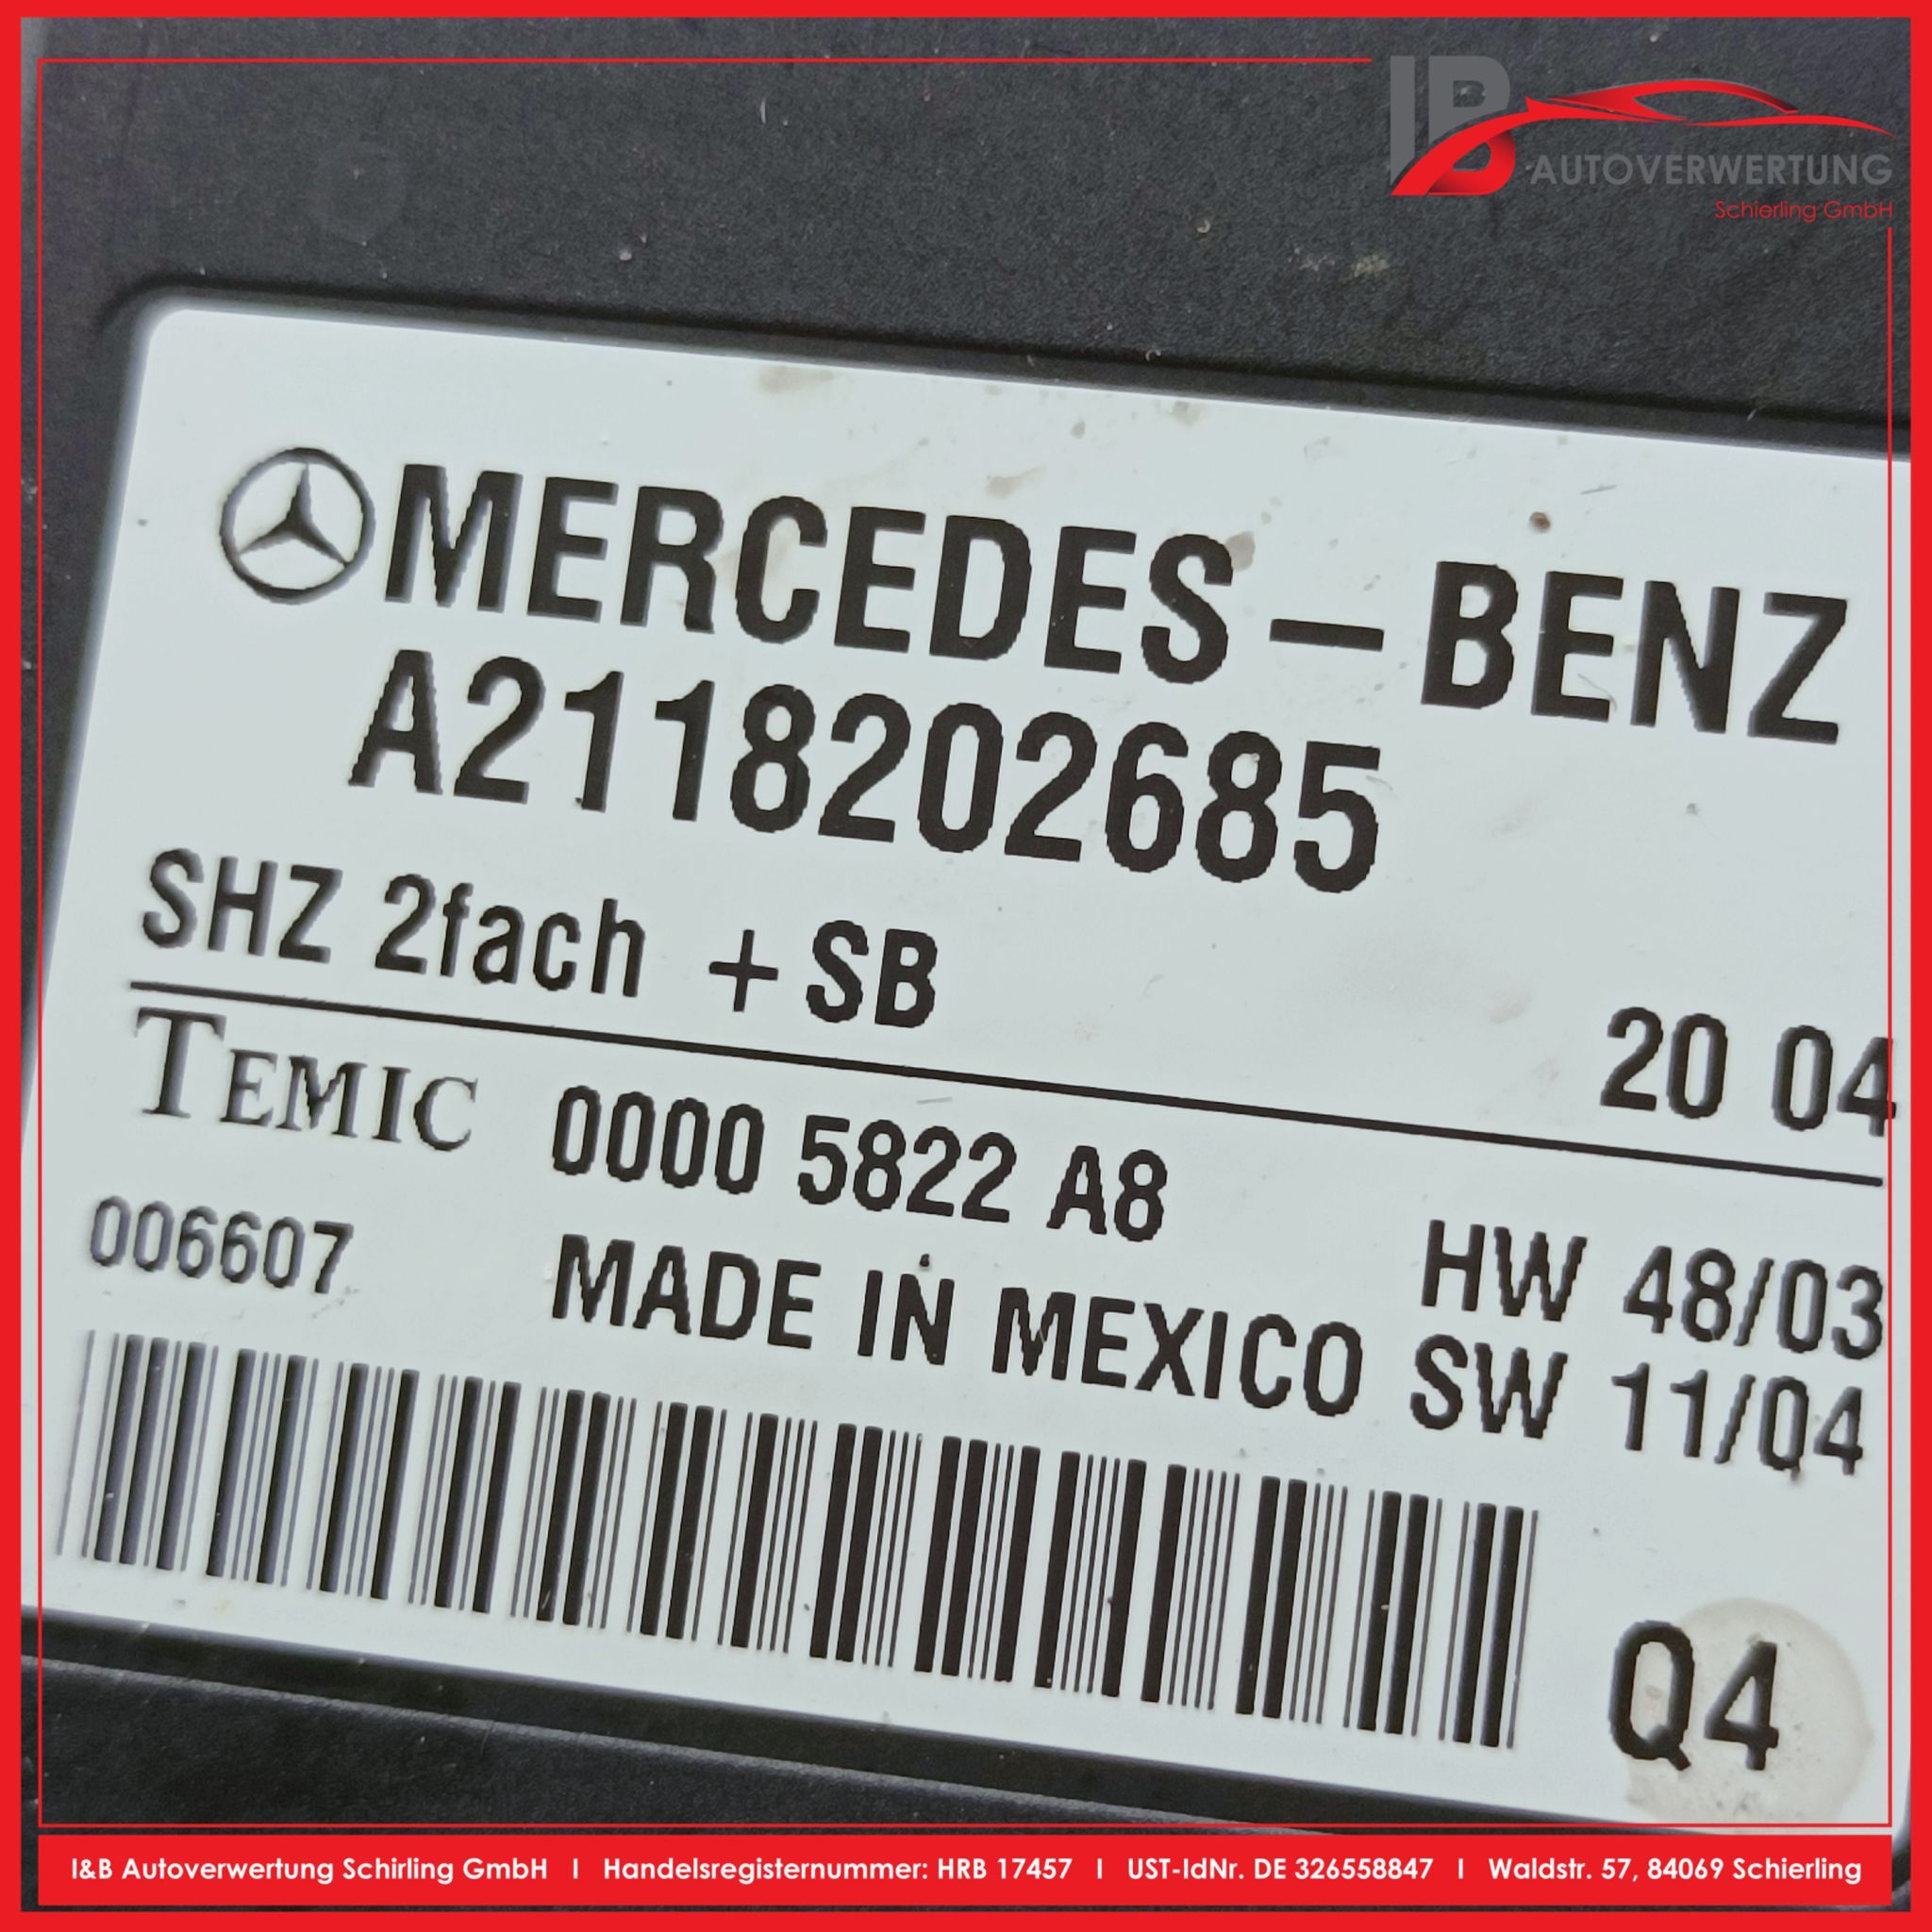 IB AUTOVERWERTUNG
Schierling GmbH
MERCEDES-BENZ
A2118202685
SHZ 2fach +SB 20 04
TEMIC 0000 5822 A8 HW 48/03
006607 MADE IN MEXICO SW 11/04
Q4
I&B Autoverwertung Schirling GmbH I Handelsregisternummer: HRB 17457 I UST-IdNr. DE 326558847 I Waldstr. 57, 84069 Schierling